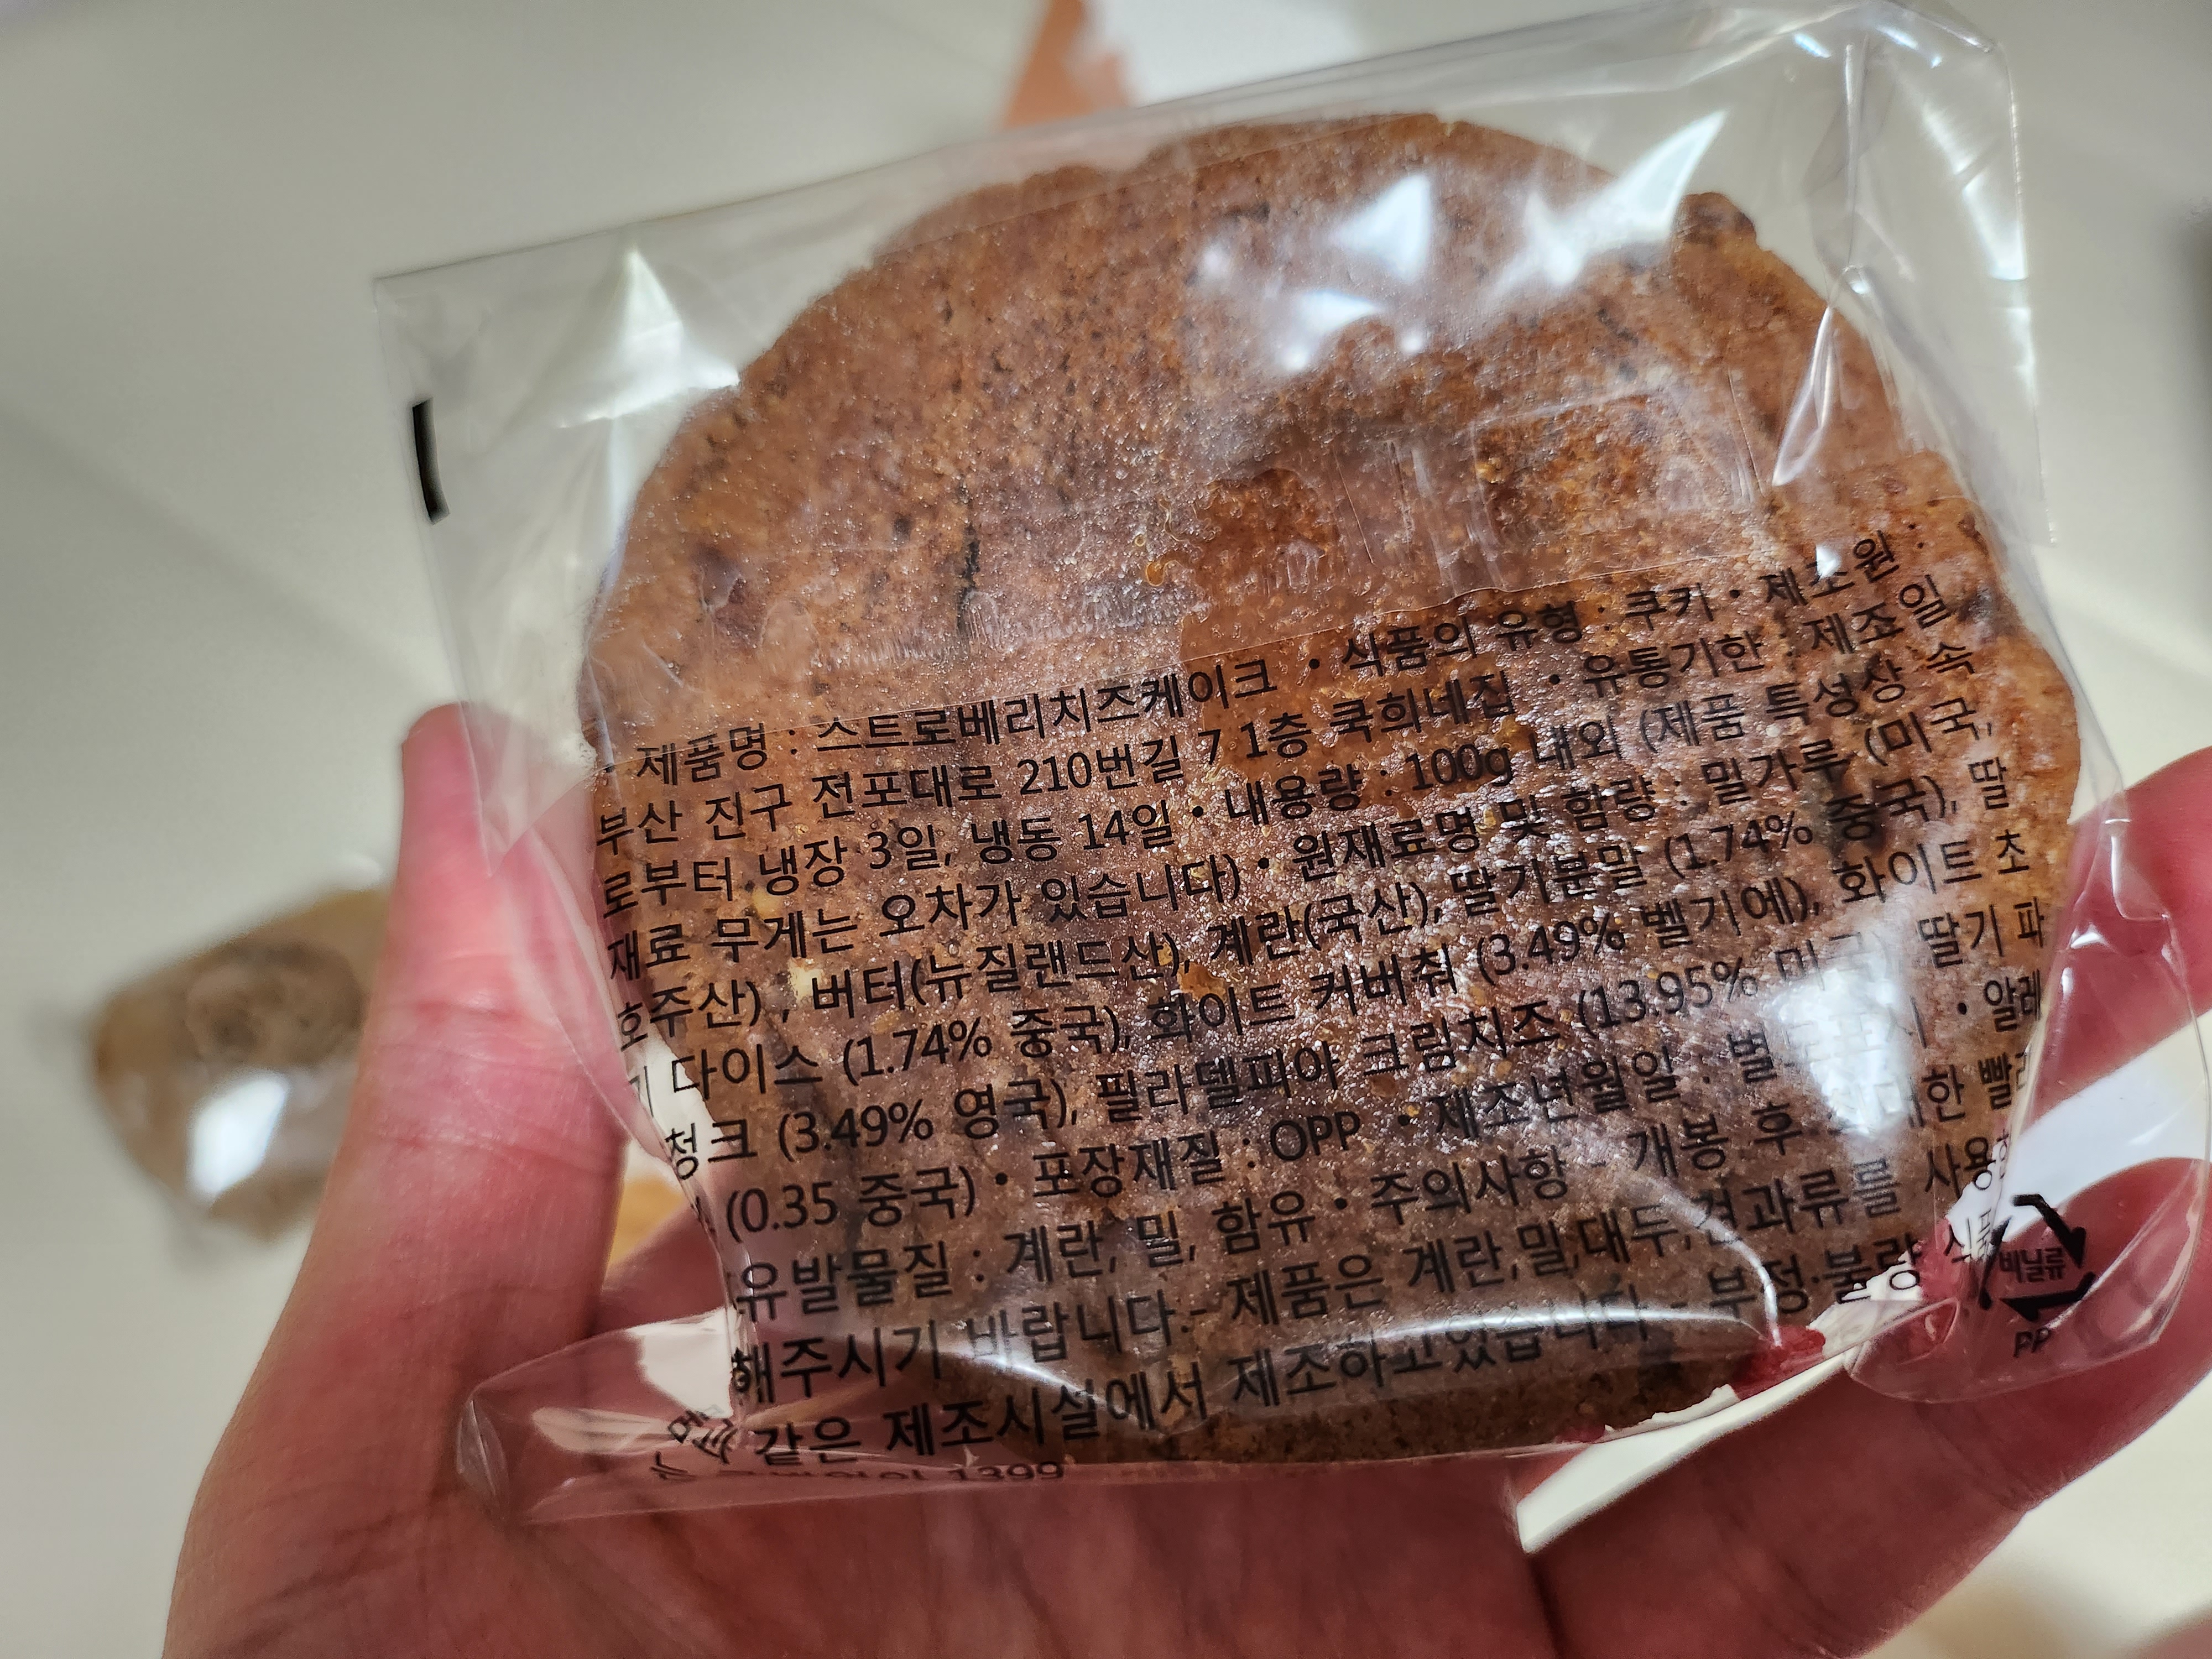 · 제품명 : 스트로베리치즈케이크 · 식품의 유형 : 쿠키 · 제조원 :
부산 진구 전포대로 210번길 7 1층 쿡희네집 · 유통기한 : 제조일
로부터 냉장 3일, 냉동 14일 · 내용량 : 100g 내외 (제품 특성상 속
재료 무게는 오차가 있습니다) · 원재료명 및 함량 : 밀가루 (미국,
호주산) , 버터(뉴질랜드산), 계란(국산), 딸기분말 (1.74% 중국), 딸
기 다이스 (1.74% 중국), 화이트 커버춰 (3.49% 벨기에), 화이트 초
청크 (3.49% 영국), 필라델피아 크림치즈 (13.95% 미국) 딸기 파
(0.35 중국) · 포장재질 : OPP · 제조년월일 : 별도표시 · 알레
유발물질 : 계란, 밀, 함유 · 주의사항 - 개봉 후
해주시기 바랍니다.- 제품은 계란,밀,대두,견과류를 사용
같은 제조시설에서 제조하고있습니다 - 부정·불량 식품
1399
비닐류
PP